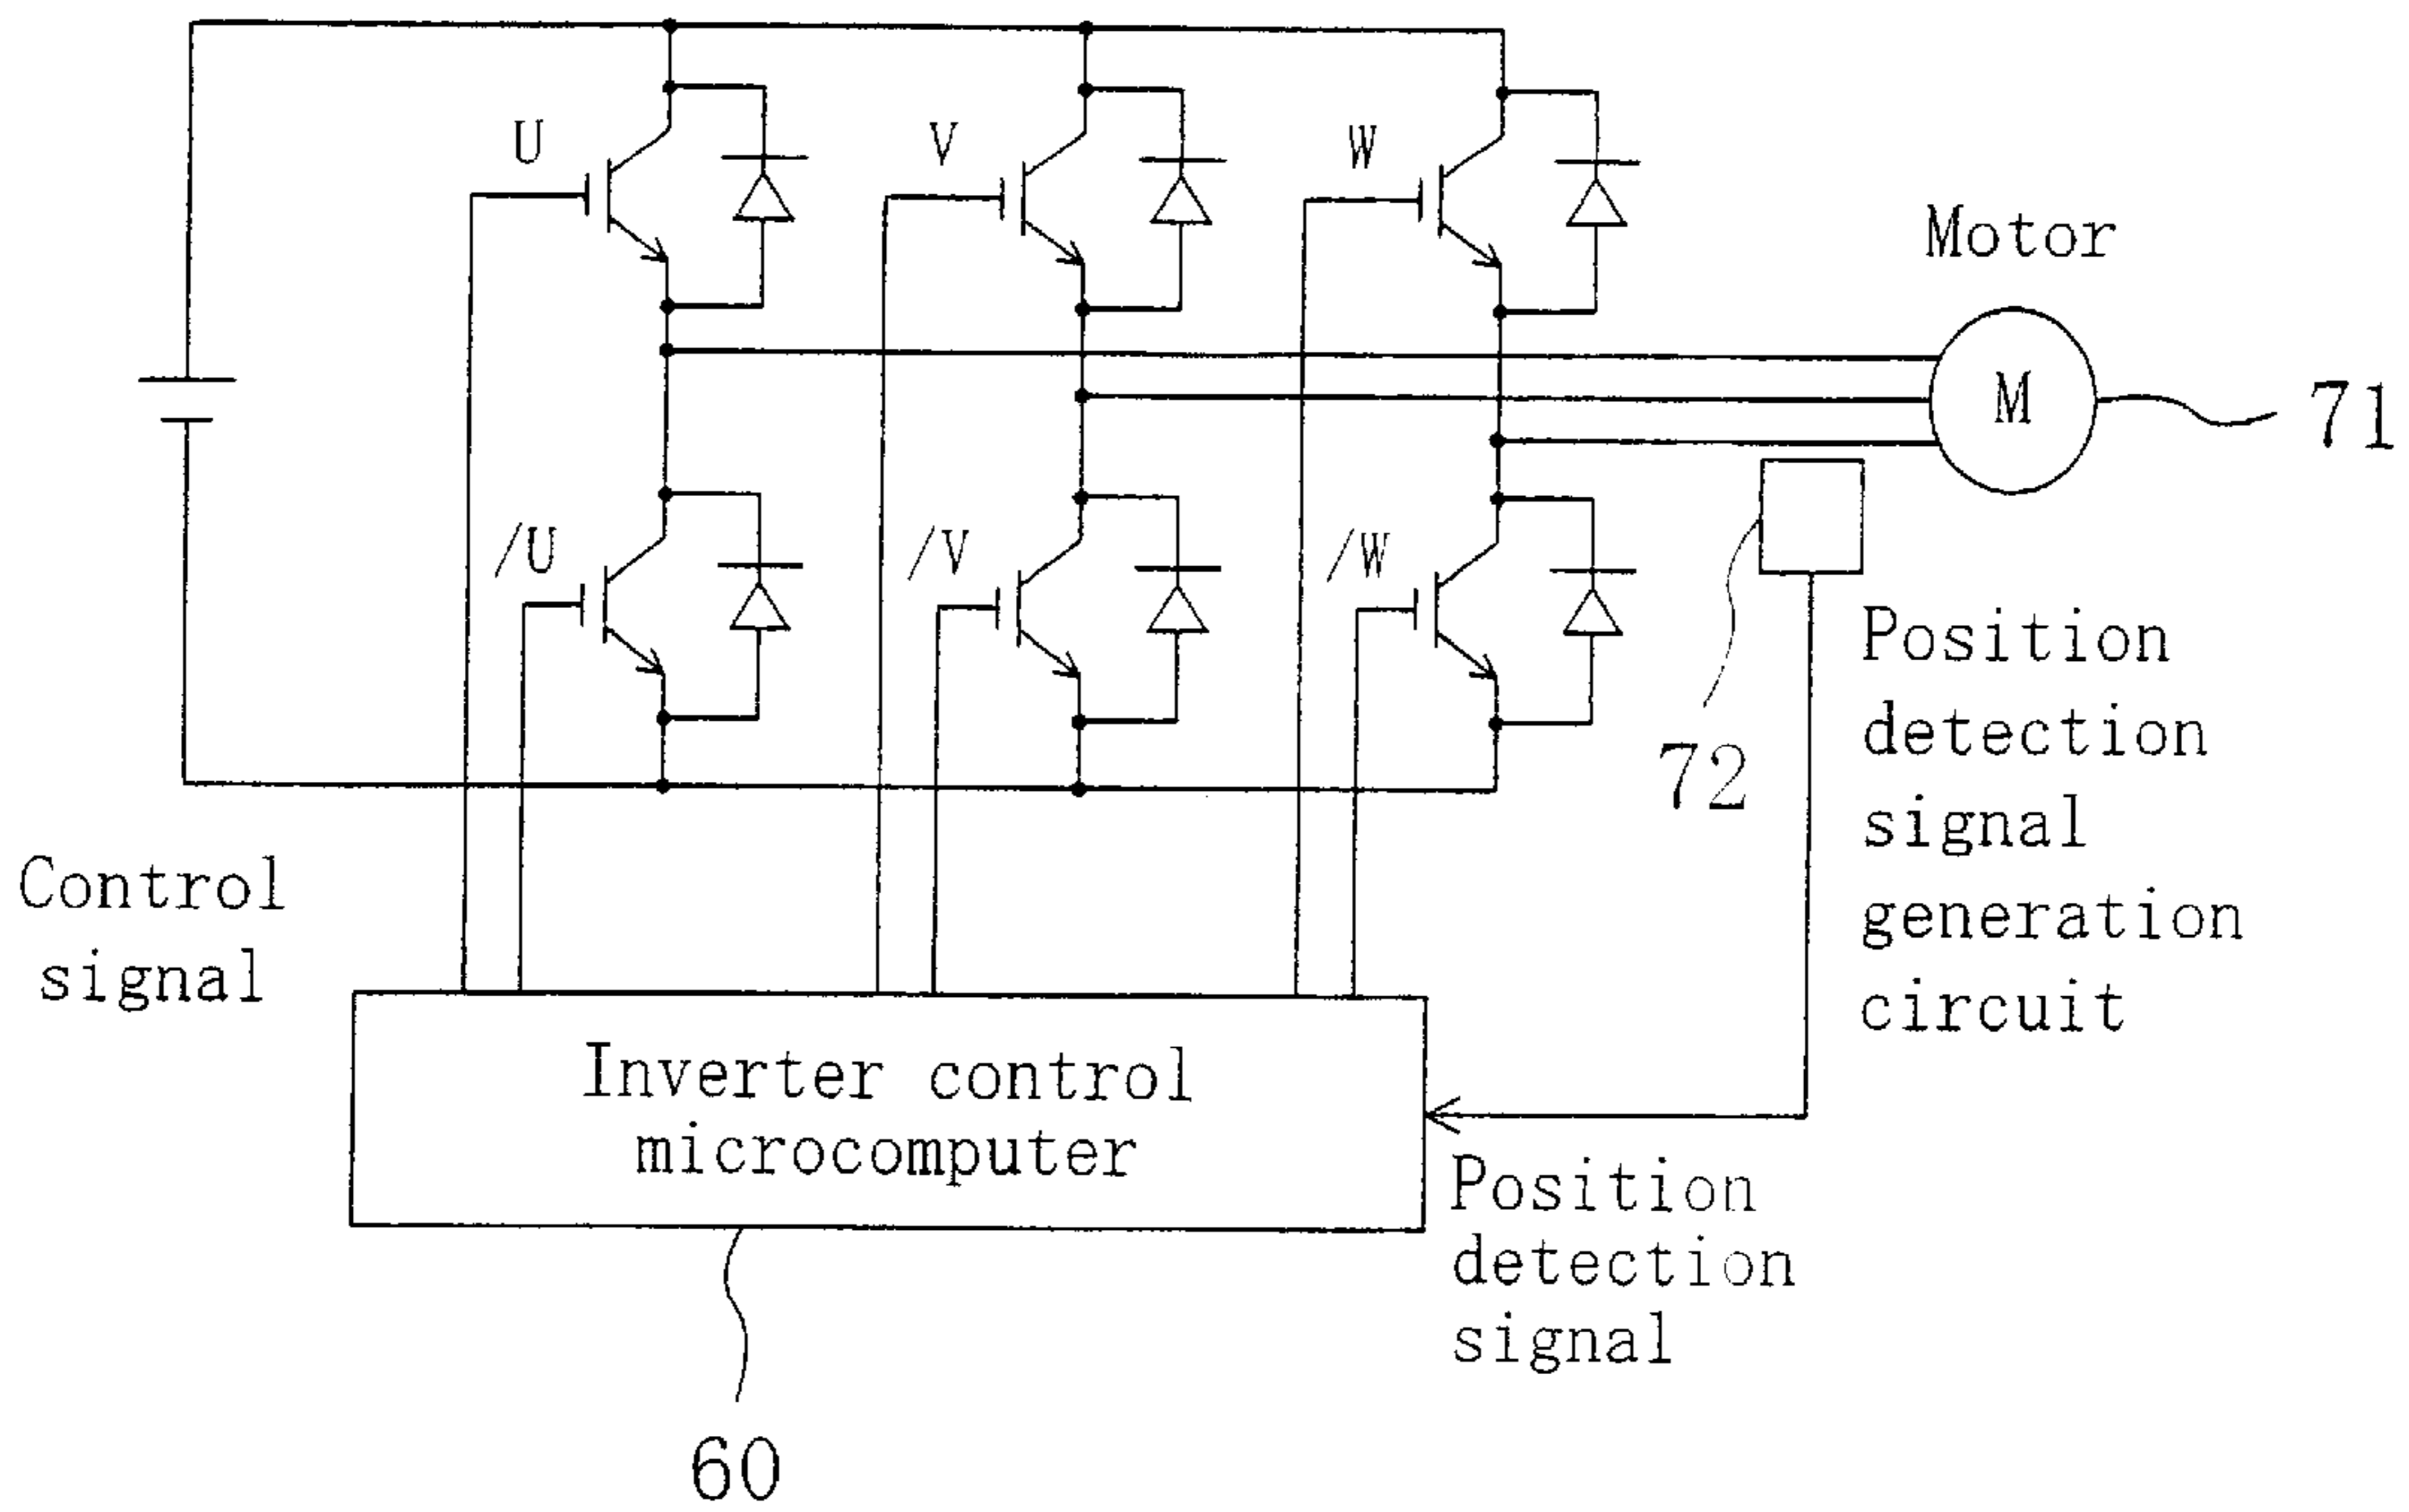 U
V
W
Motor
M
71
/U
/V
/W
72
Position
detection
signal
generation
circuit
Control
signal
Inverter control
microcomputer
Position
detection
signal
60